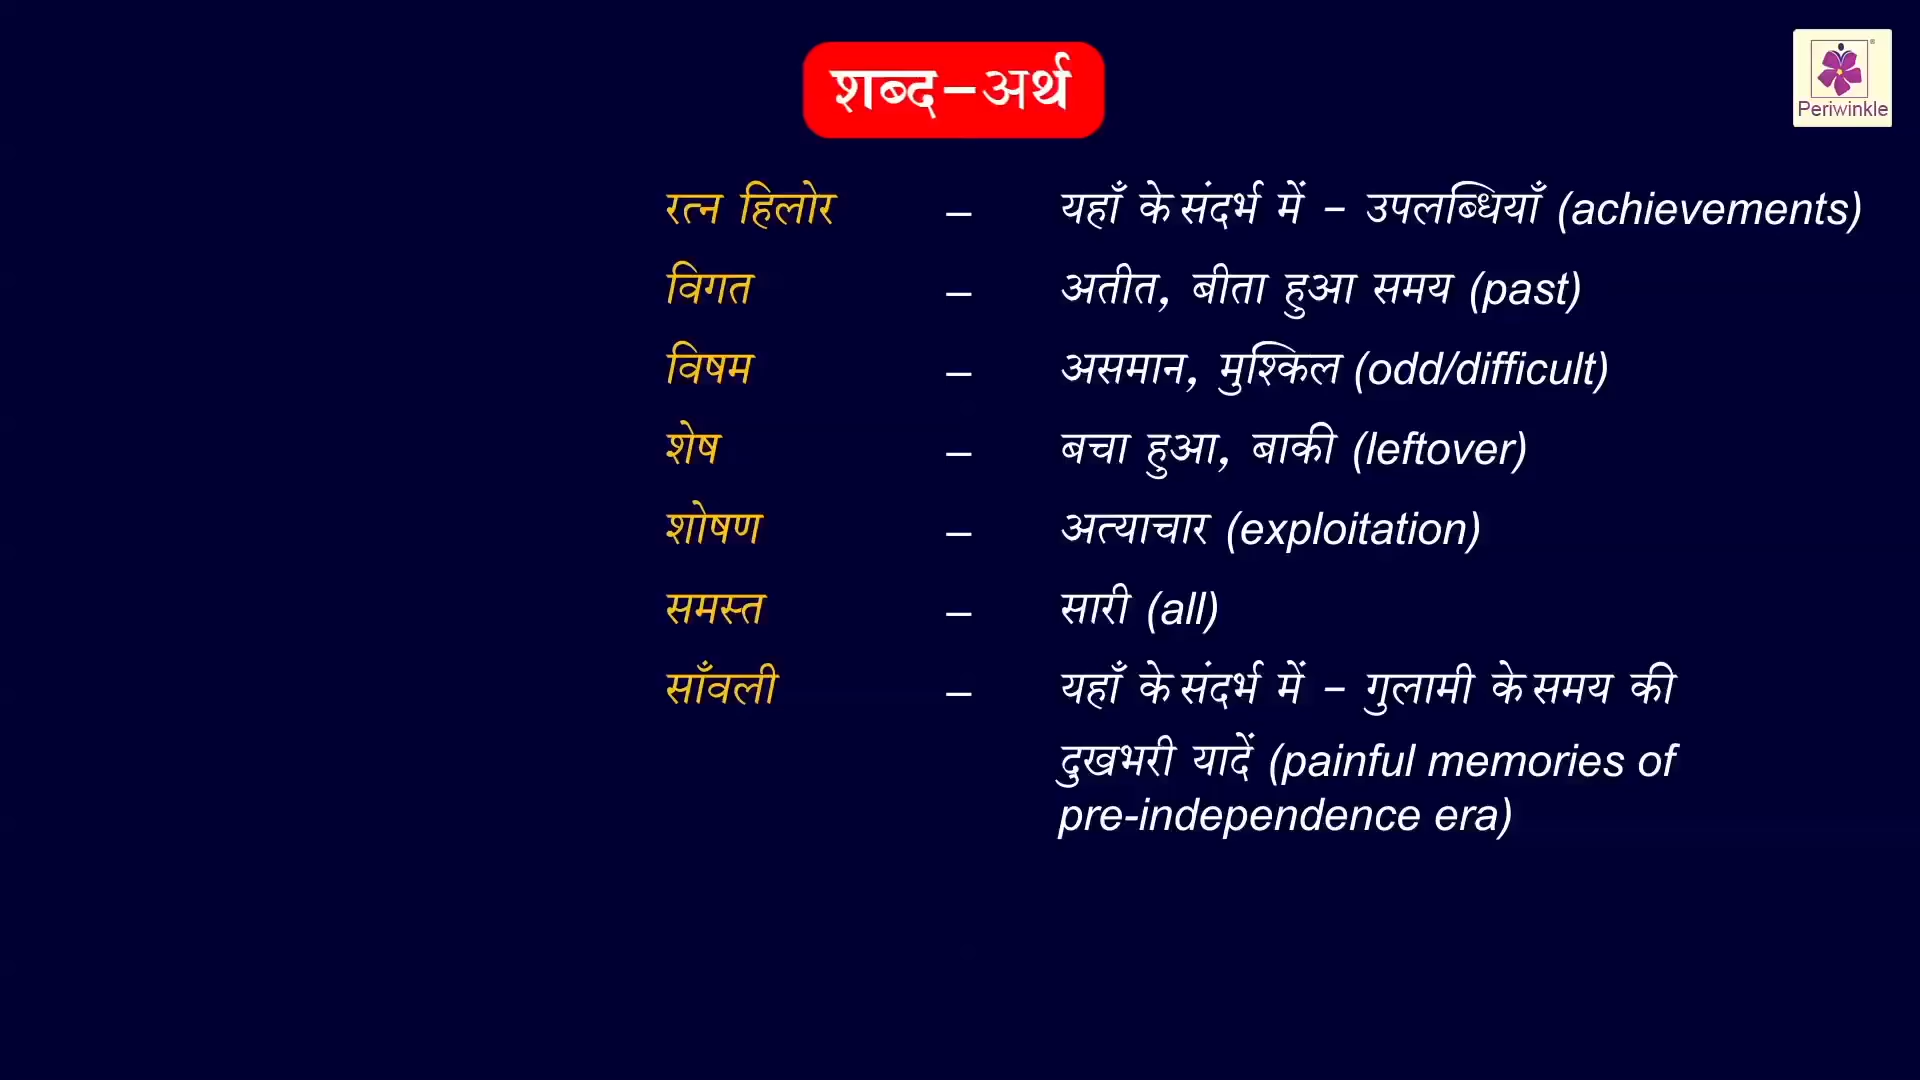 शब्द–अर्थ
Periwinkle
रत्न हिलोर – यहाँ के संदर्भ में – उपलब्धियाँ (achievements)
विगत – अतीत, बीता हुआ समय (past)
विषम – असमान, मुश्किल (odd/difficult)
शेष – बचा हुआ, बाकी (leftover)
शोषण – अत्याचार (exploitation)
समस्त – सारी (all)
साँवली – यहाँ के संदर्भ में – गुलामी के समय की
दुखभरी यादें (painful memories of
pre-independence era)